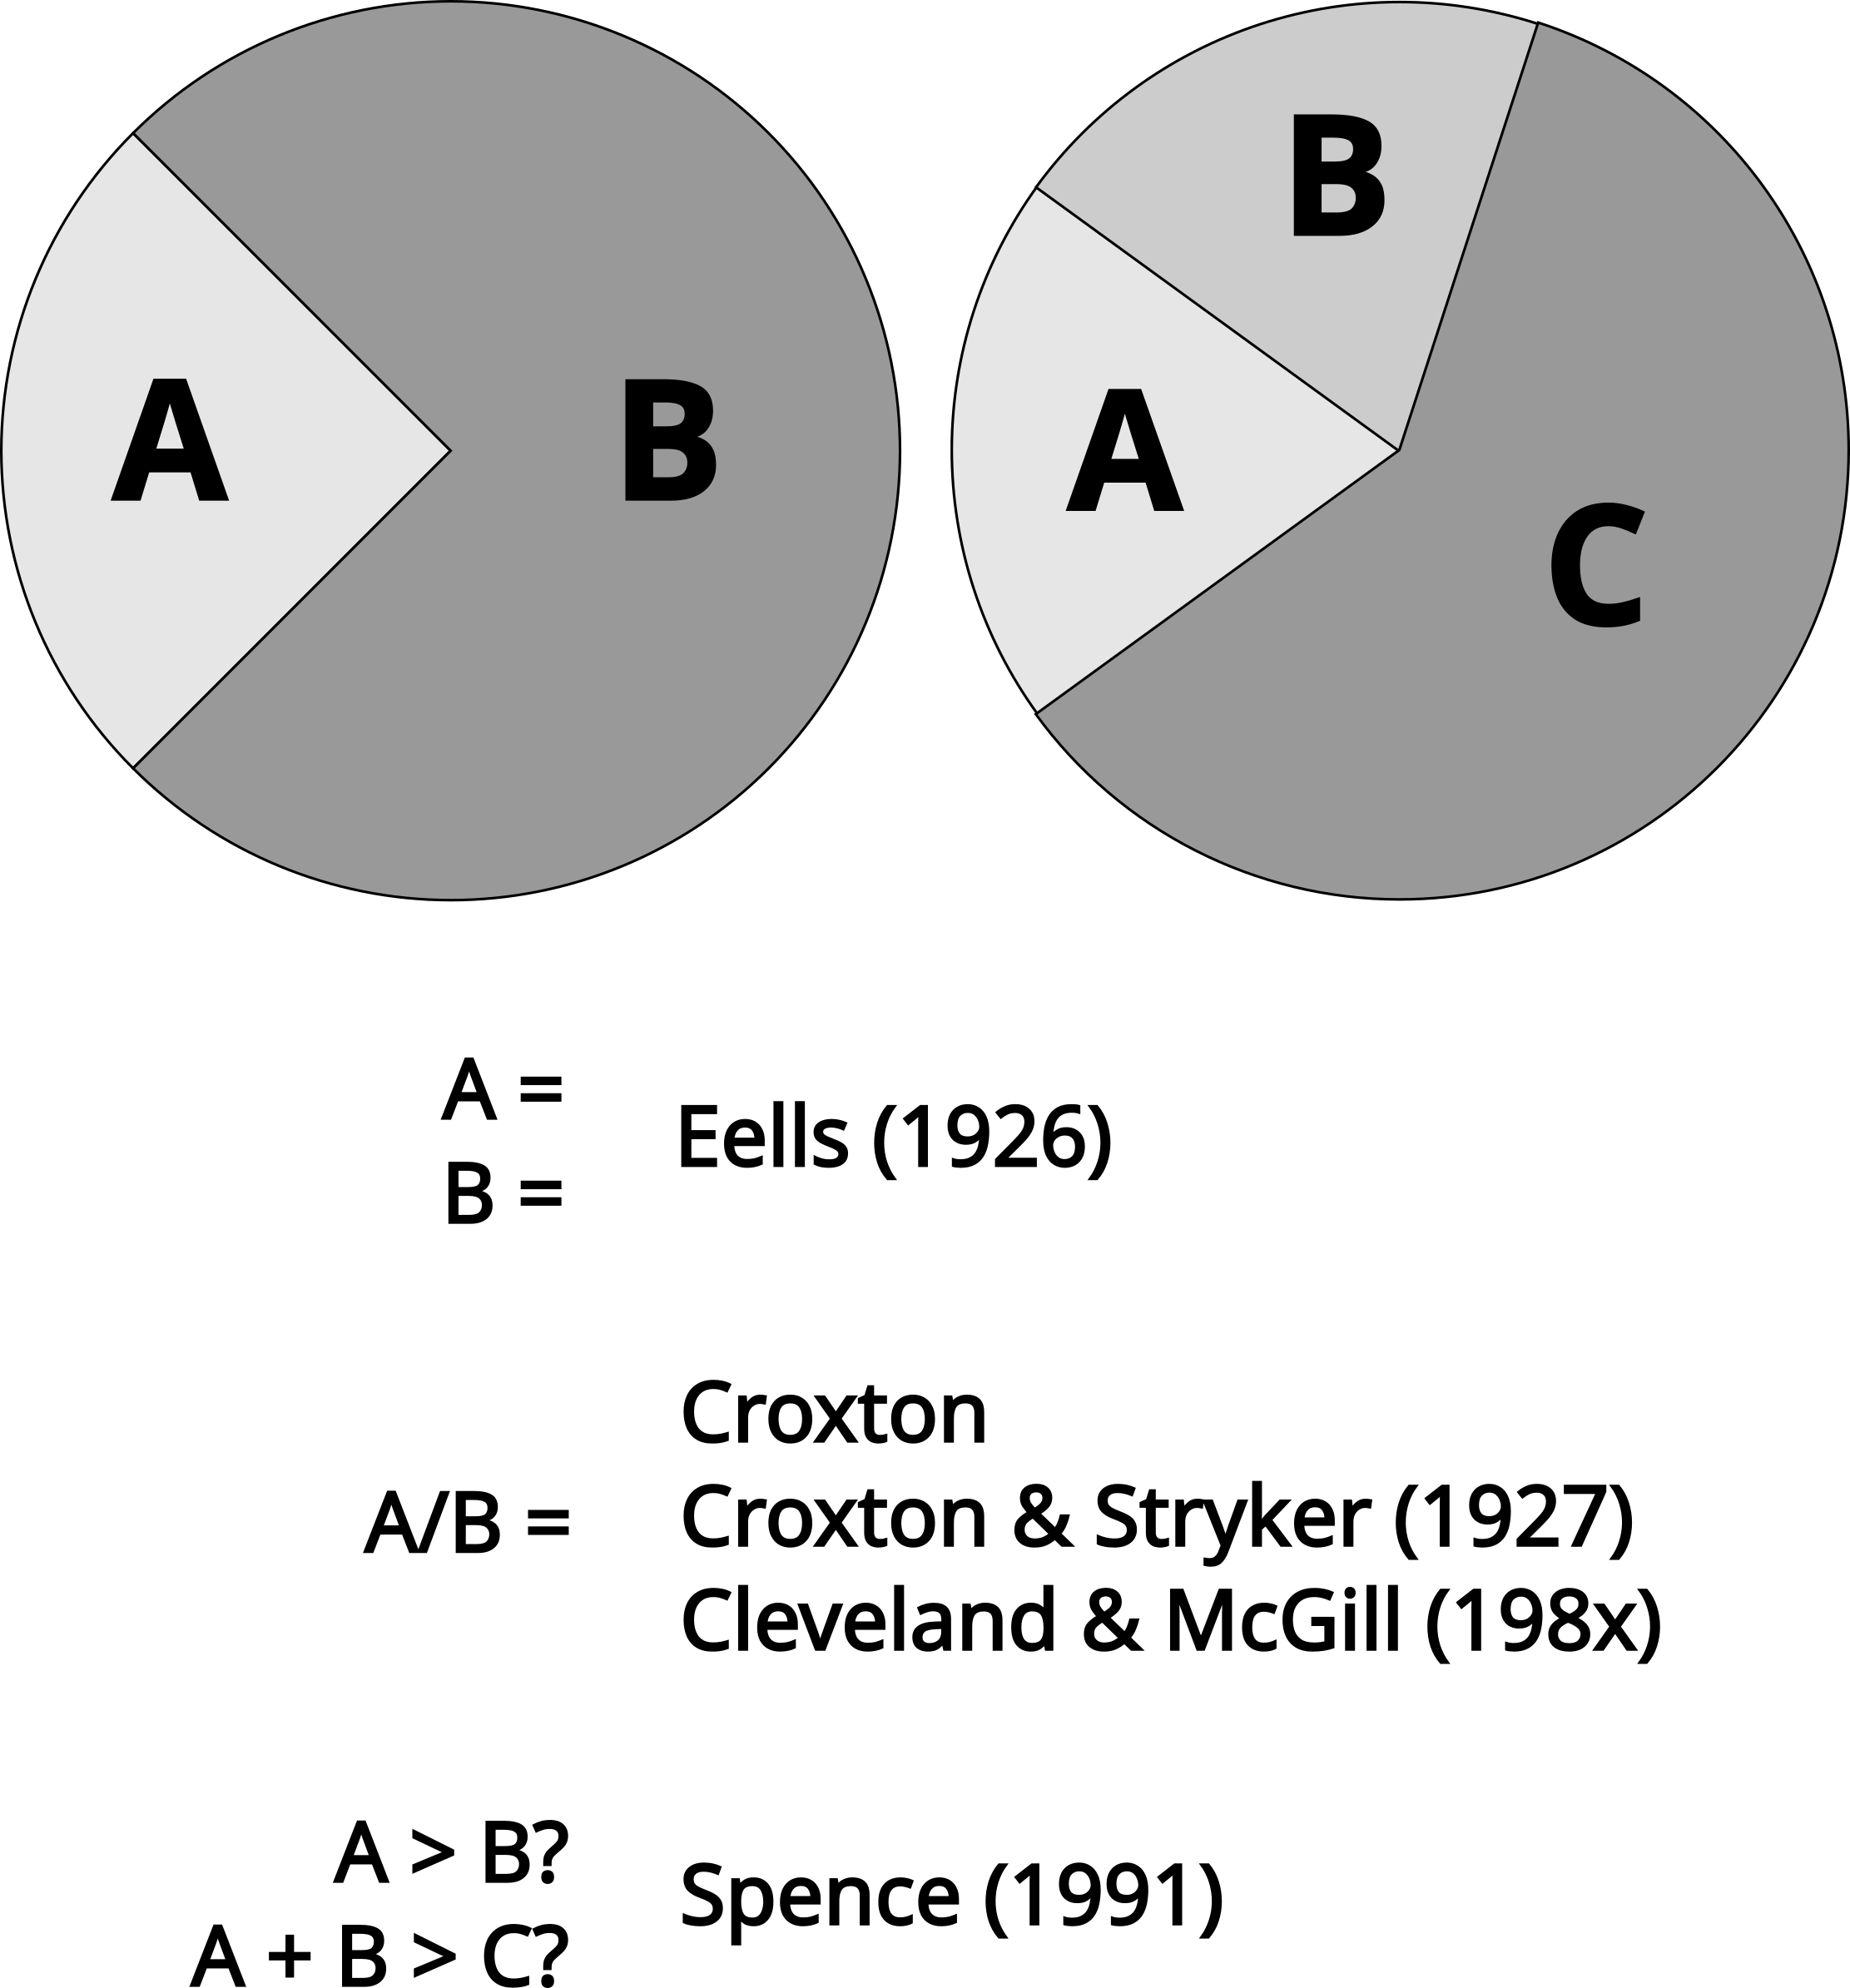 A
B
B
A
C
A =
B =
Eells (1926)
A/B =
Croxton
Croxton & Stryker (1927)
Cleveland & McGill (198x)
A > B?
A + B > C?
Spence (1991)